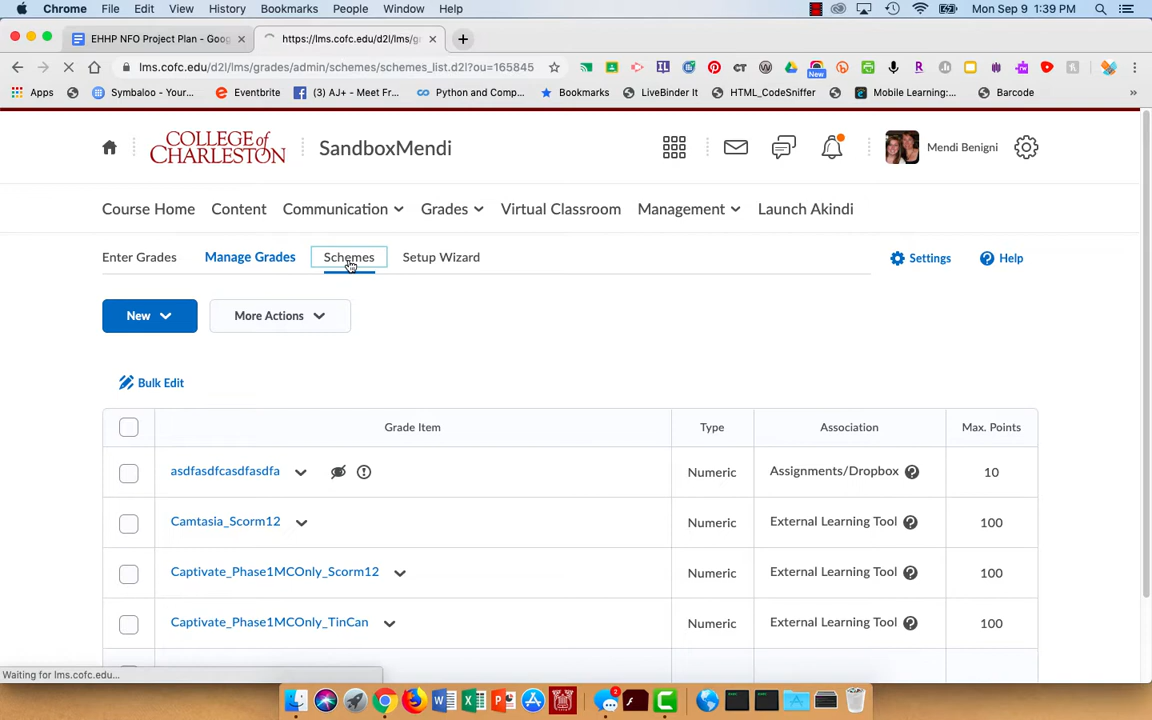 Chrome File Edit View History Bookmarks People Window Help Mon Sep 9 1:39 PM
EHHP NFO Project Plan - Goog https://lms.cofc.edu/d2l/lms/gr
lms.cofc.edu/d2l/lms/grades/admin/schemes/schemes_list.d2l?ou=165845
Apps Symbaloo - Your... Eventbrite (3) AJ+ - Meet Fr... Python and Comp... Bookmarks LiveBinder It HTML_CodeSniffer Mobile Learning:... Barcode
COLLEGE of CHARLESTON SandboxMendi Mendi Benigni
Course Home Content Communication Grades Virtual Classroom Management Launch Akindi
Enter Grades Manage Grades Schemes Setup Wizard Settings Help
New More Actions
Bulk Edit
Grade Item Type Association Max. Points
asdfasdfcasdfasdfa Numeric Assignments/Dropbox 10
Camtasia_Scorm12 Numeric External Learning Tool 100
Captivate_Phase1MCOnly_Scorm12 Numeric External Learning Tool 100
Captivate_Phase1MCOnly_TinCan Numeric External Learning Tool 100
Waiting for lms.cofc.edu...